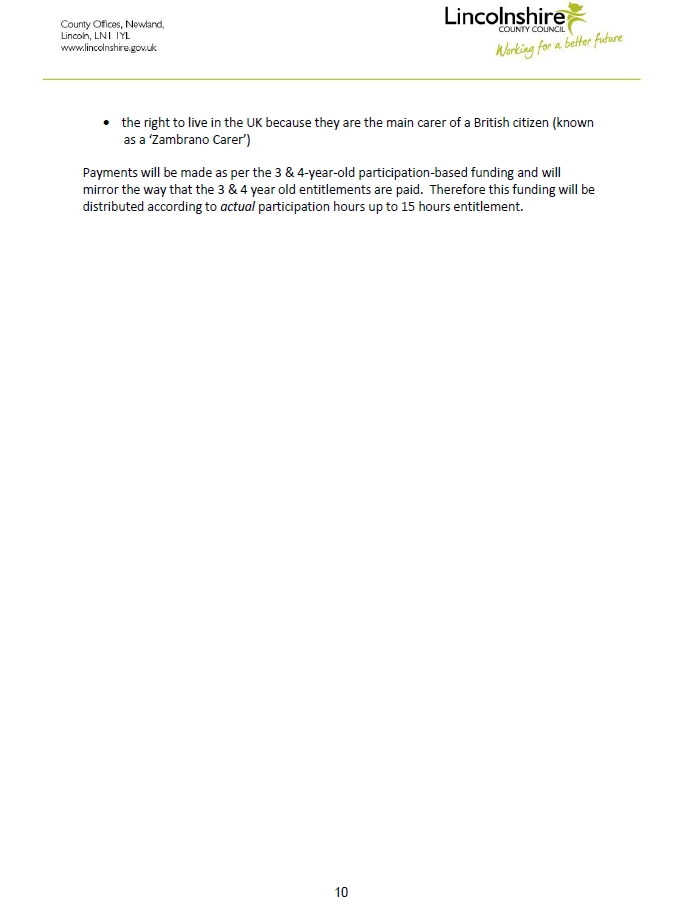 County Offices, Newland,
Lincoln, LN1 1YL
www.lincolnshire.gov.uk
Lincolnshire
COUNTY COUNCIL
Working for a better future
• the right to live in the UK because they are the main carer of a British citizen (known
as a ‘Zambrano Carer’)
Payments will be made as per the 3 & 4-year-old participation-based funding and will
mirror the way that the 3 & 4 year old entitlements are paid.  Therefore this funding will be
distributed according to actual participation hours up to 15 hours entitlement.
10